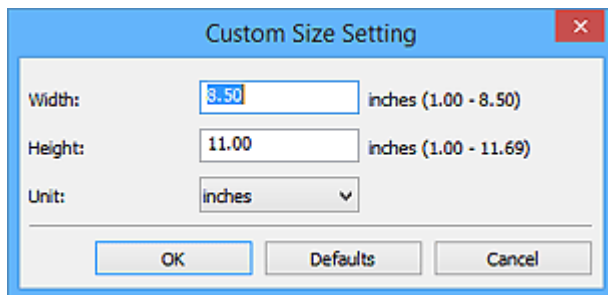 Custom Size Setting
Width: 8.50 inches (1.00 - 8.50)
Height: 11.00 inches (1.00 - 11.69)
Unit: inches
OK Defaults Cancel